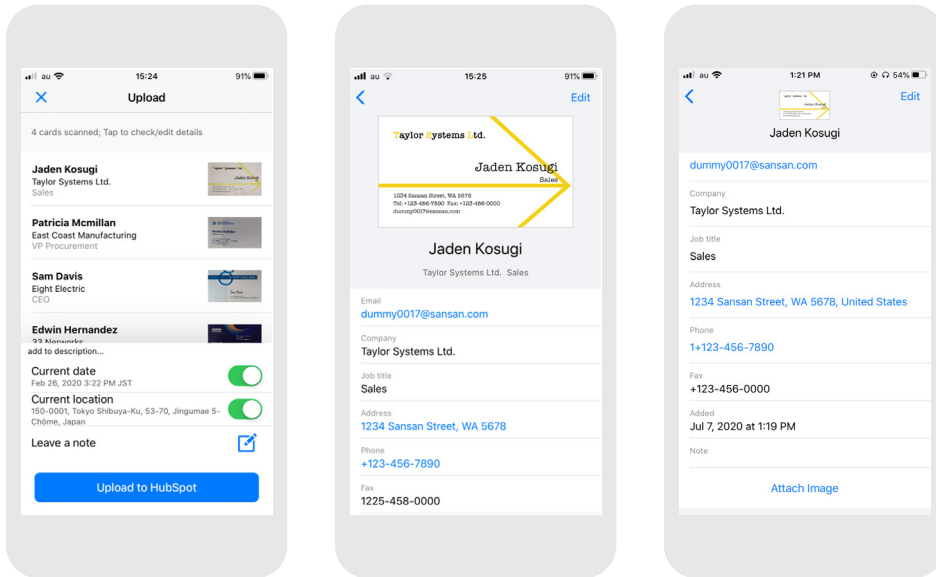 au
15:24
91%
Upload
4 cards scanned; Tap to check/edit details
Jaden Kosugi
Taylor Systems Ltd.
Sales
Patricia Mcmillan
East Coast Manufacturing
VP Procurement
Sam Davis
Eight Electric
CEO
Edwin Hernandez
33 Nerworks
add to description...
Current date
Feb 26, 2020 3:22 PM JST
Current location
150-0001, Tokyo Shibuya-Ku, 53-70, Jingumae 5-
Chōme, Japan
Leave a note
Upload to HubSpot
au
15:25
91%
Edit
Taylor Systems Ltd.
Jaden Kosugi
Sales
1234 Sansan Street, WA 5678
Tel: +123-456-7890 Fax: +123-456-0000
dummy0017@sansan.com
Jaden Kosugi
Taylor Systems Ltd. Sales
Email
dummy0017@sansan.com
Company
Taylor Systems Ltd.
Job title
Sales
Address
1234 Sansan Street, WA 5678
Phone
+123-456-7890
Fax
1225-458-0000
au
1:21 PM
54%
Edit
Jaden Kosugi
dummy0017@sansan.com
Company
Taylor Systems Ltd.
Job title
Sales
Address
1234 Sansan Street, WA 5678, United States
Phone
1+123-456-7890
Fax
+123-456-0000
Added
Jul 7, 2020 at 1:19 PM
Note
Attach Image